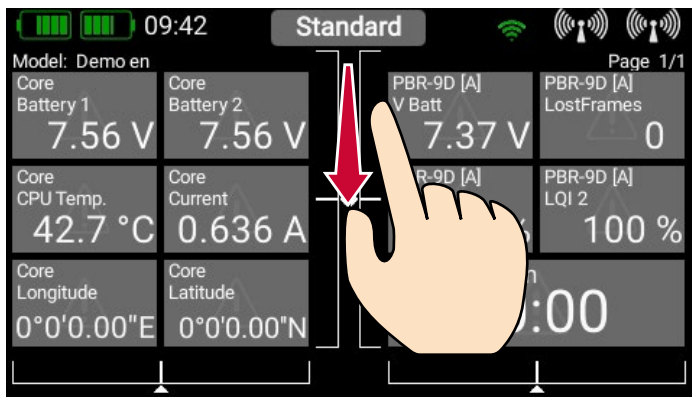 09:42
Standard
Model: Demo en
Page 1/1
Core
Battery 1
7.56 V
Core
Battery 2
7.56 V
PBR-9D [A]
V Batt
7.37 V
PBR-9D [A]
LostFrames
0
Core
CPU Temp.
42.7 °C
Core
Current
0.636 A
[A]
%
PBR-9D [A]
LQI 2
100 %
Core
Longitude
0°0'0.00"E
Core
Latitude
0°0'0.00"N
:00